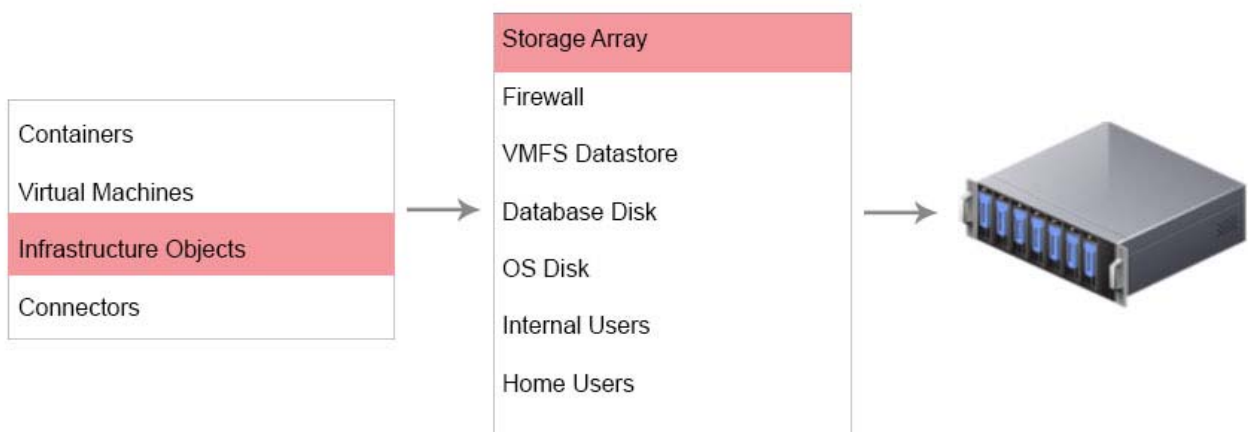 Containers
Virtual Machines
Infrastructure Objects
Connectors
Storage Array
Firewall
VMFS Datastore
Database Disk
OS Disk
Internal Users
Home Users